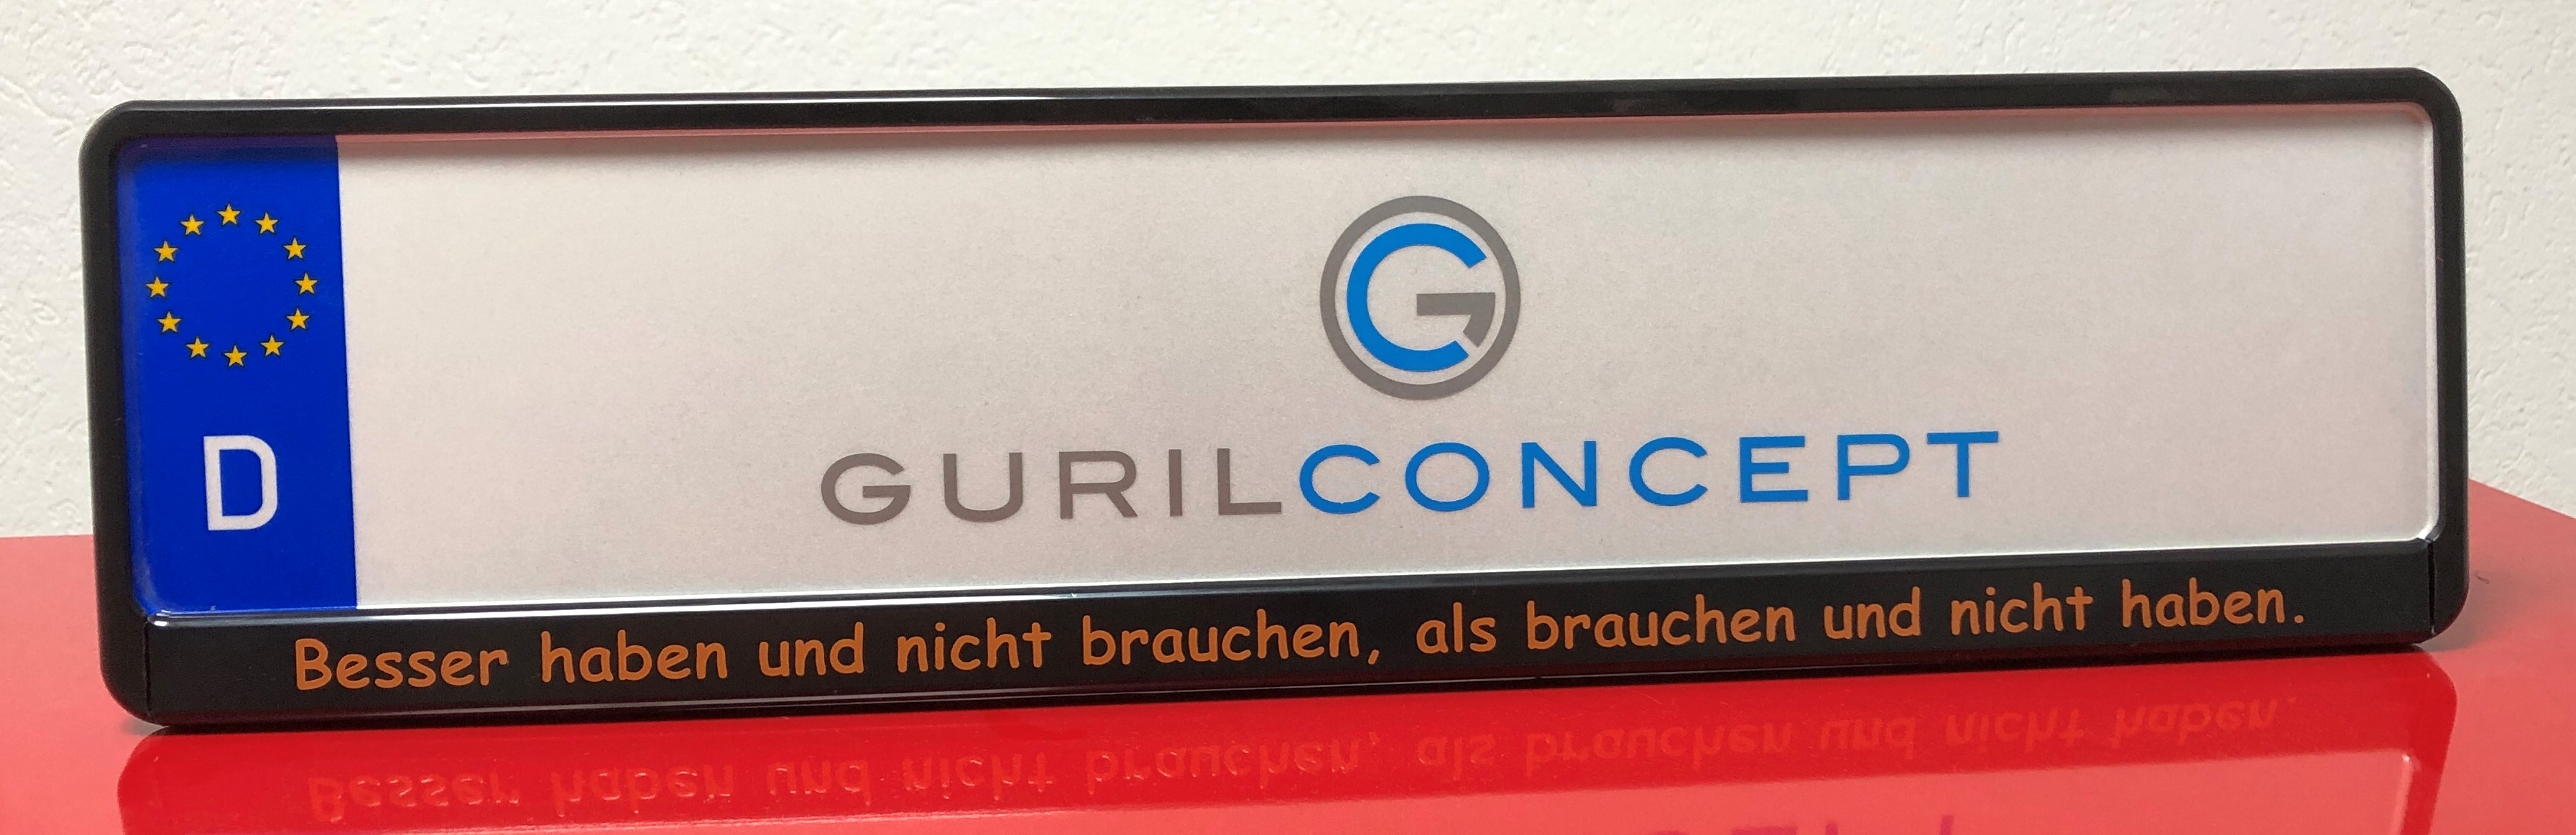 D
G
GURILCONCEPT
Besser haben und nicht brauchen, als brauchen und nicht haben.